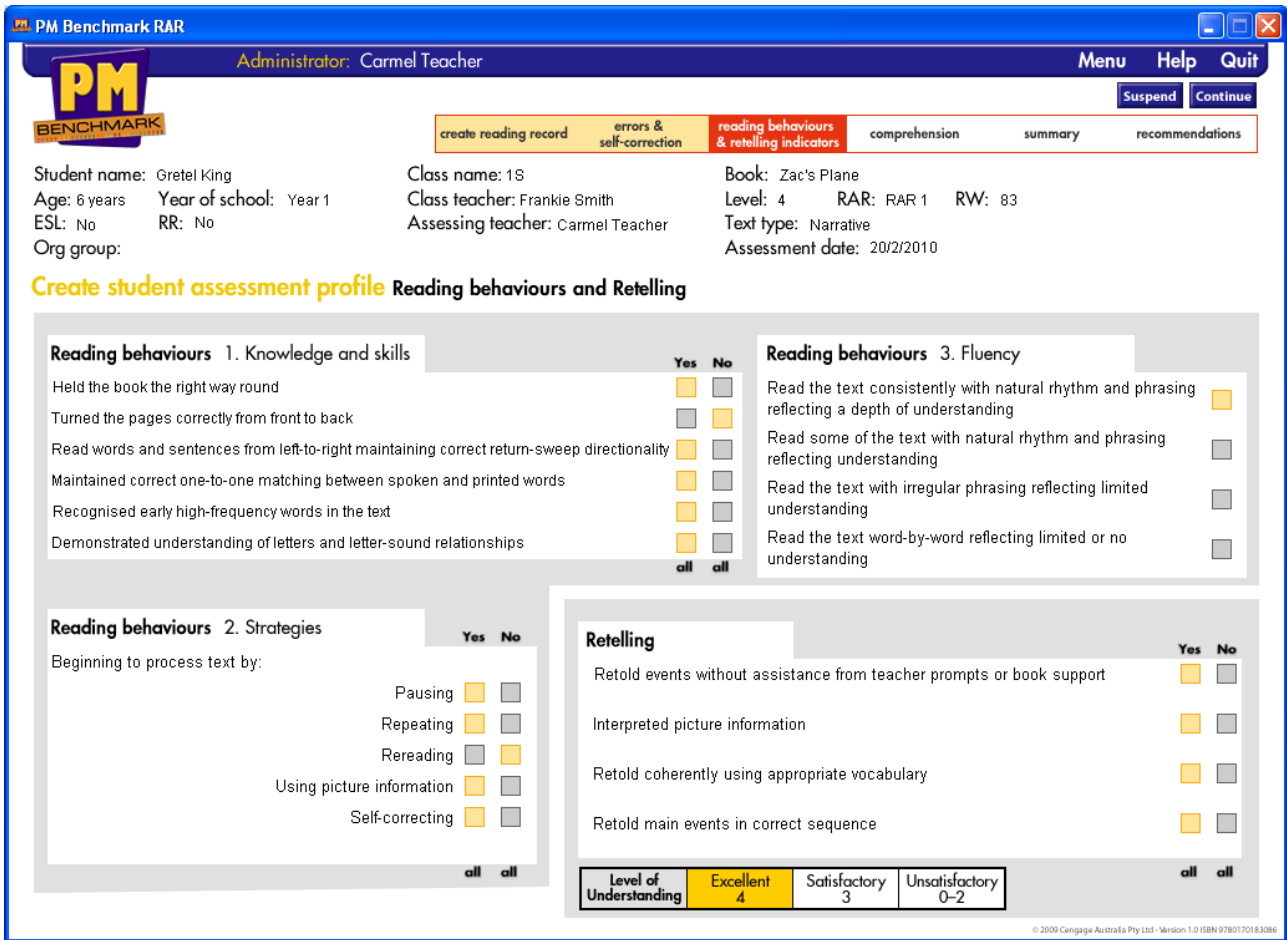 PM Benchmark RAR
Administrator: Carmel Teacher
Menu Help Quit
PM
BENCHMARK
Suspend Continue
create reading record
errors &
self-correction
reading behaviours
& retelling indicators
comprehension
summary
recommendations
Student name: Gretel King
Age: 6 years Year of school: Year 1
ESL: No RR: No
Org group:
Class name: 1S
Class teacher: Frankie Smith
Assessing teacher: Carmel Teacher
Book: Zac's Plane
Level: 4 RAR: RAR 1 RW: 83
Text type: Narrative
Assessment date: 20/2/2010
Create student assessment profile Reading behaviours and Retelling
Reading behaviours 1. Knowledge and skills
Yes No
Held the book the right way round
Turned the pages correctly from front to back
Read words and sentences from left-to-right maintaining correct return-sweep directionality
Maintained correct one-to-one matching between spoken and printed words
Recognised early high-frequency words in the text
Demonstrated understanding of letters and letter-sound relationships
all all
Reading behaviours 3. Fluency
Read the text consistently with natural rhythm and phrasing
reflecting a depth of understanding
Read some of the text with natural rhythm and phrasing
reflecting understanding
Read the text with irregular phrasing reflecting limited
understanding
Read the text word-by-word reflecting limited or no
understanding
Reading behaviours 2. Strategies
Yes No
Beginning to process text by:
Pausing
Repeating
Rereading
Using picture information
Self-correcting
all all
Retelling
Yes No
Retold events without assistance from teacher prompts or book support
Interpreted picture information
Retold coherently using appropriate vocabulary
Retold main events in correct sequence
all all
Level of
Understanding
Excellent
4
Satisfactory
3
Unsatisfactory
0–2
© 2009 Cengage Australia Pty Ltd - Version 1.0 ISBN 9780170183086